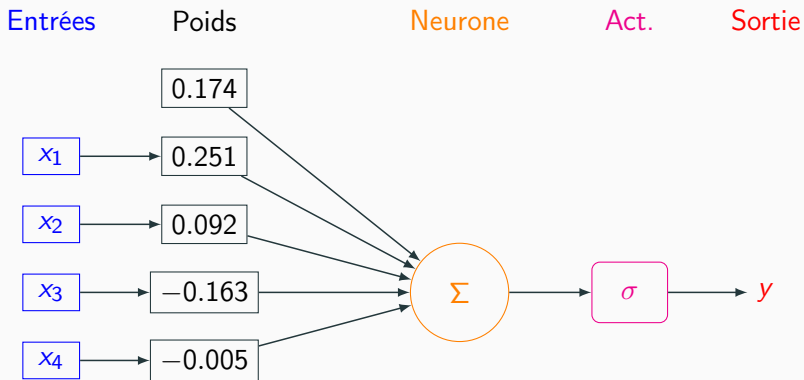 Entrées Poids Neurone Act. Sortie
0.174
x1 0.251
x2 0.092
x3 −0.163 Σ σ y
x4 −0.005